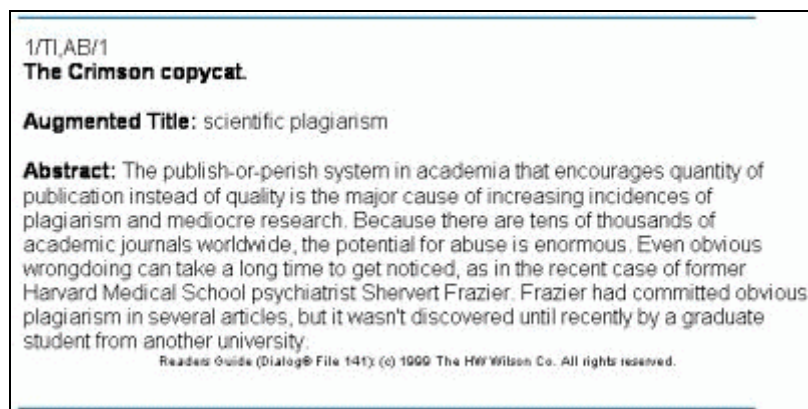 1/TI,AB/1
The Crimson copycat.
Augmented Title: scientific plagiarism
Abstract: The publish-or-perish system in academia that encourages quantity of
publication instead of quality is the major cause of increasing incidences of
plagiarism and mediocre research. Because there are tens of thousands of
academic journals worldwide, the potential for abuse is enormous. Even obvious
wrongdoing can take a long time to get noticed, as in the recent case of former
Harvard Medical School psychiatrist Shervert Frazier. Frazier had committed obvious
plagiarism in several articles, but it wasn't discovered until recently by a graduate
student from another university.
Readers Guide (Dialog® File 141): (c) 1999 The HW Wilson Co. All rights reserved.